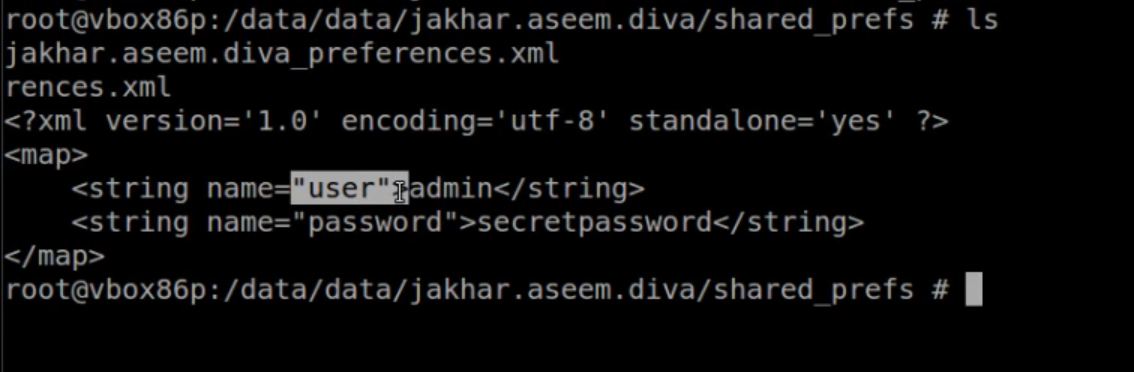 root@vbox86p:/data/data/jakhar.aseem.diva/shared_prefs # ls
jakhar.aseem.diva_preferences.xml
rences.xml
<?xml version='1.0' encoding='utf-8' standalone='yes' ?>
<map>
    <string name="user">admin</string>
    <string name="password">secretpassword</string>
</map>
root@vbox86p:/data/data/jakhar.aseem.diva/shared_prefs #